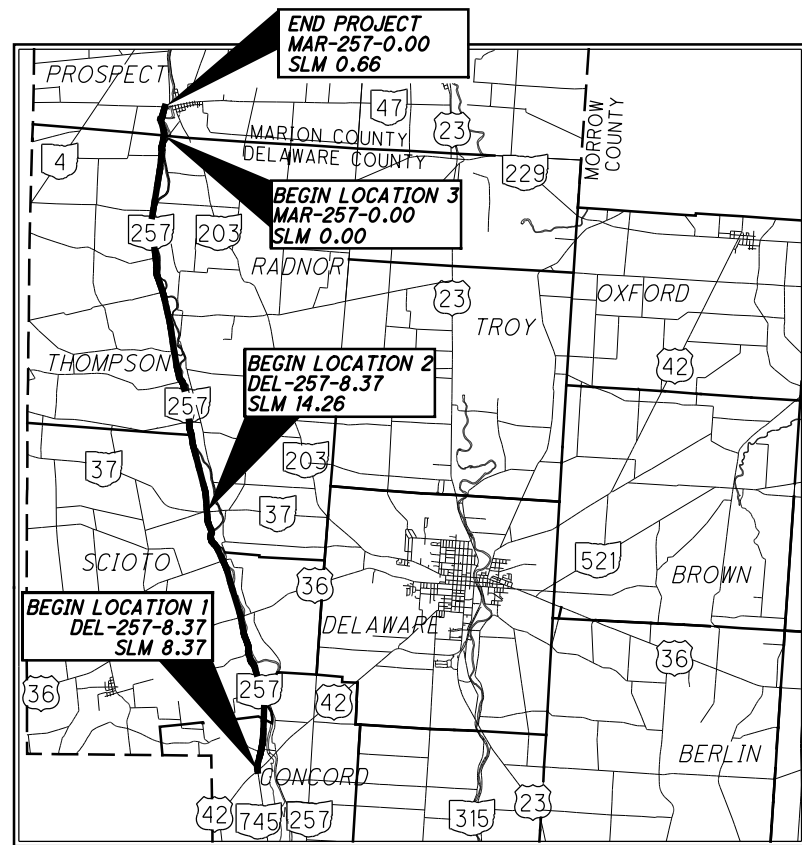 END PROJECT
MAR-257-0.00
SLM 0.66
PROSPECT
47
23
MARION COUNTY
DELAWARE COUNTY
MORROW
COUNTY
4
229
BEGIN LOCATION 3
MAR-257-0.00
SLM 0.00
257
203
RADNOR
23
OXFORD
TROY
42
THOMPSON
BEGIN LOCATION 2
DEL-257-8.37
SLM 14.26
257
37
203
37
521
SCIOTO
36
BROWN
BEGIN LOCATION 1
DEL-257-8.37
SLM 8.37
DELAWARE
36
36
257
42
BERLIN
CONCORD
42
745
257
315
23